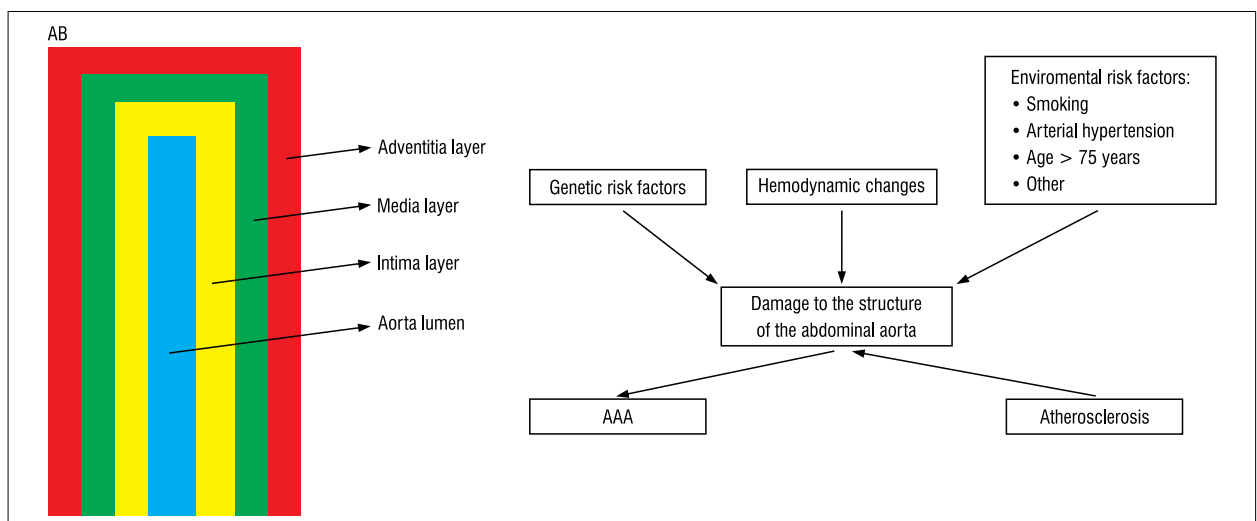 AB
Adventitia layer
Media layer
Intima layer
Aorta lumen
Genetic risk factors
Hemodynamic changes
Enviromental risk factors:
• Smoking
• Arterial hypertension
• Age > 75 years
• Other
Damage to the structure
of the abdominal aorta
AAA
Atherosclerosis